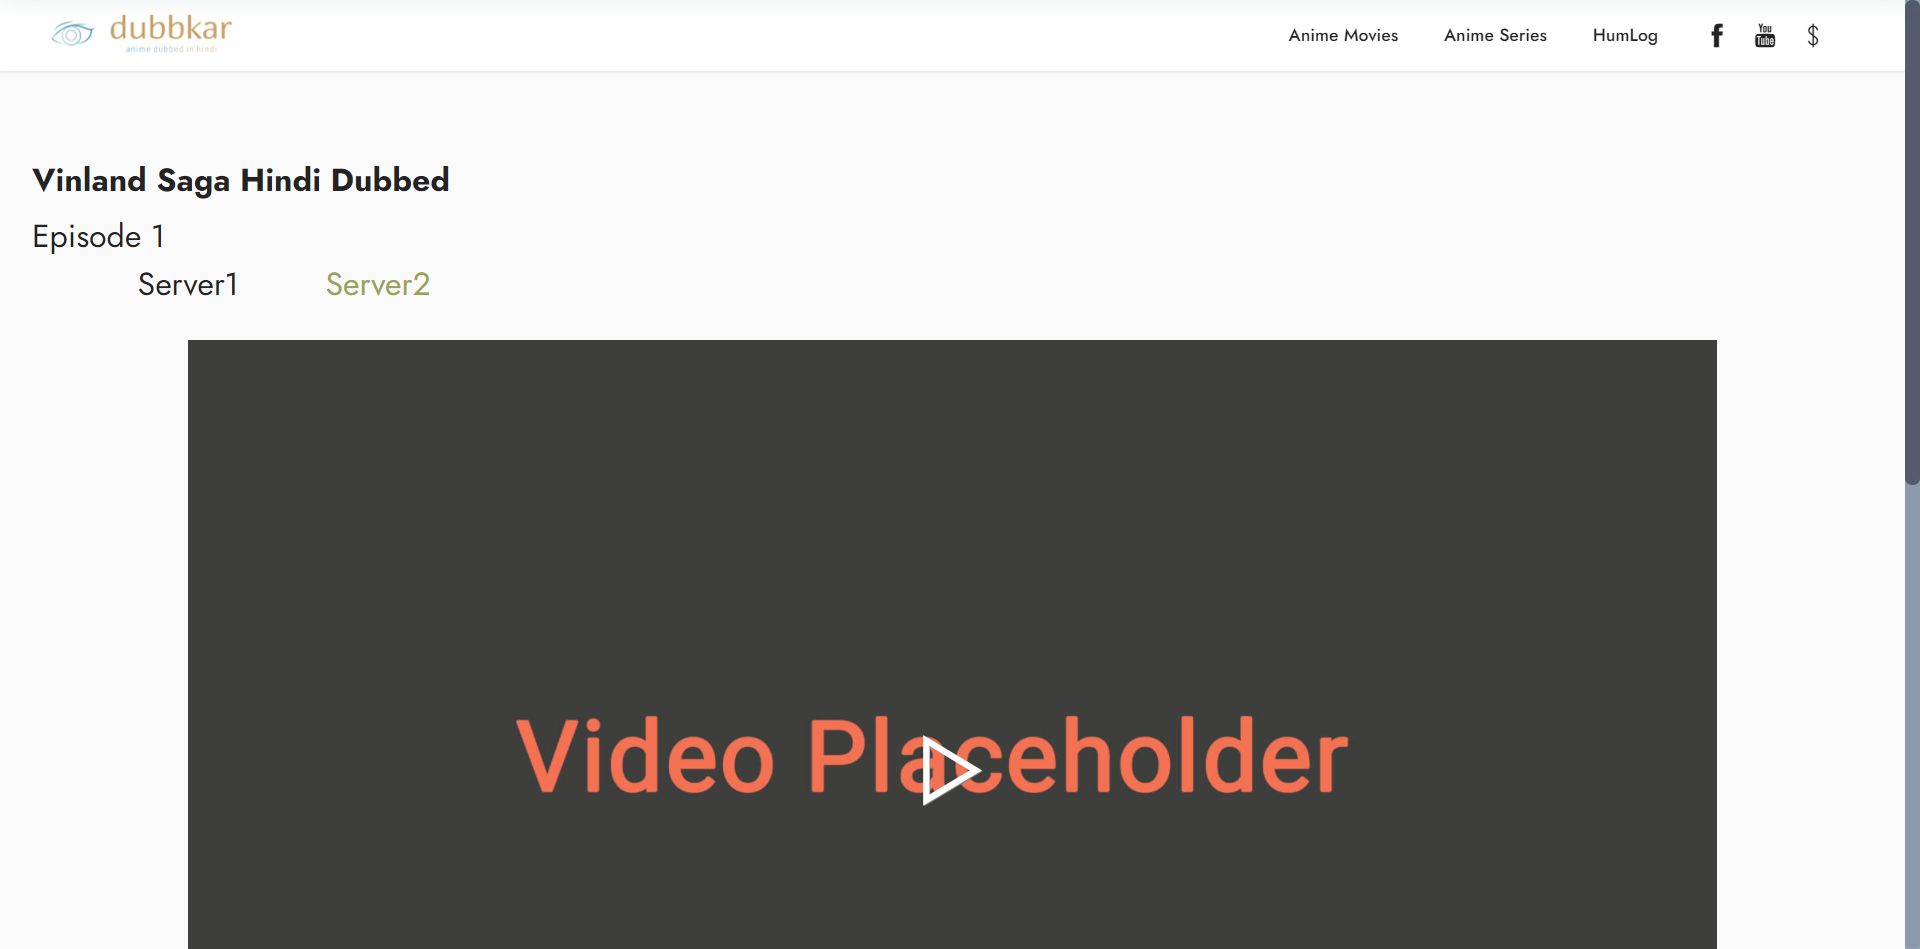 dubbkar
anime dubbed in hindi
Anime Movies
Anime Series
HumLog
f
You Tube
$
Vinland Saga Hindi Dubbed
Episode 1
Server1
Server2
Video Placeholder